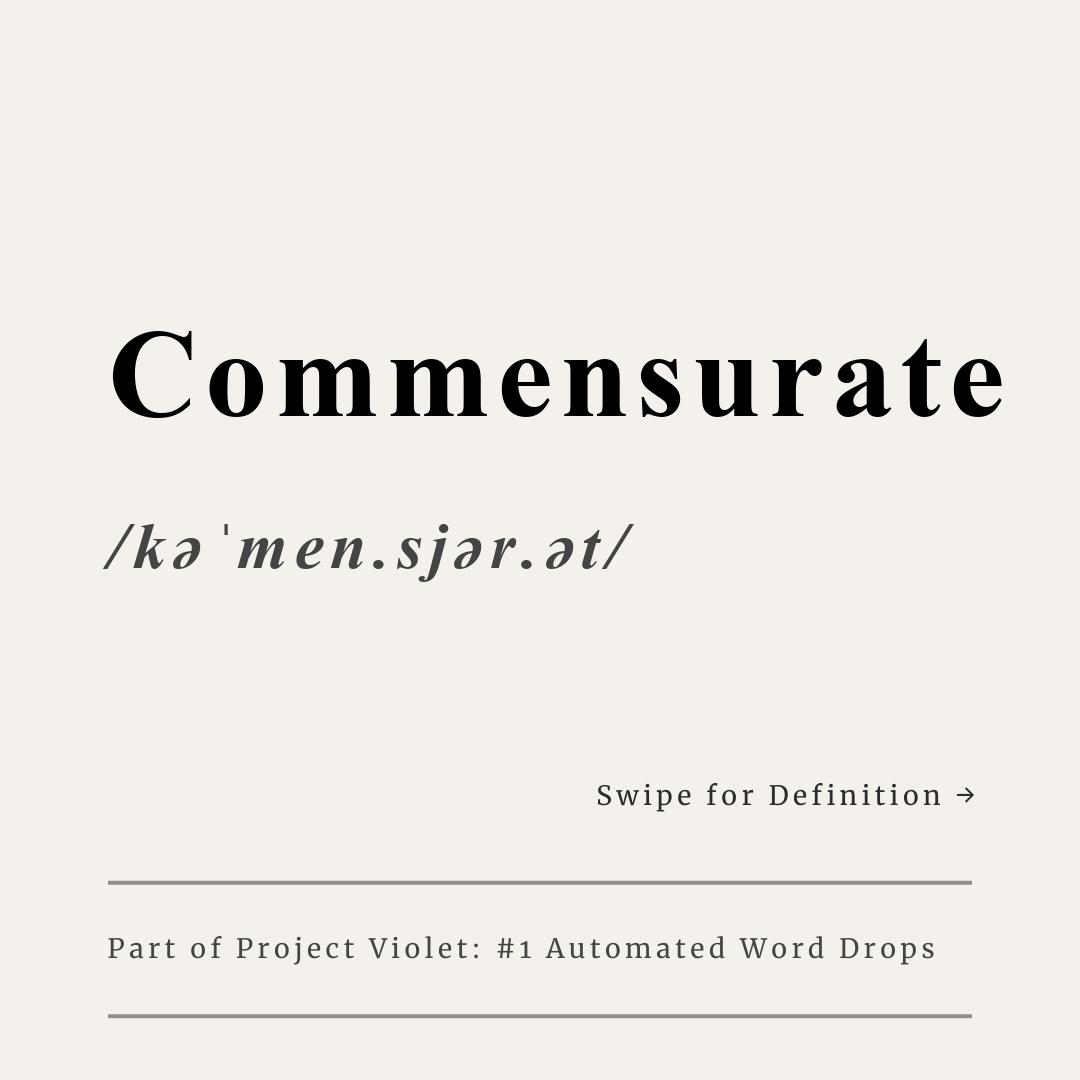 Commensurate
/kəˈmen.sjər.ət/
Swipe for Definition →
Part of Project Violet: #1 Automated Word Drops